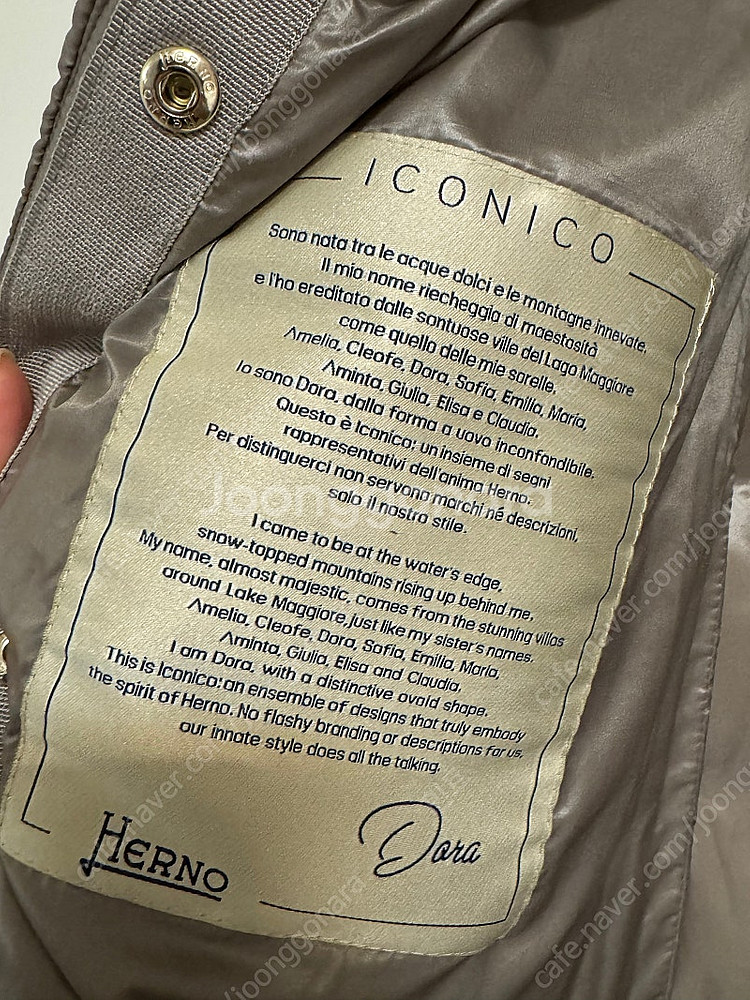 HERNO
HERNO
ICONICO
Sono nata tra le acque dolci e le montagne innevate.
Il mio nome riecheggia di maestosità
e l'ho ereditato dalle sontuose ville del Lago Maggiore
come quello delle mie sorelle.
Amelia, Cleofe, Dora, Sofia, Emilia, Maria,
Aminta, Giulia, Elisa e Claudia.
Io sono Dora, dalla forma a uovo inconfondibile.
Questo è Iconico: un insieme di segni
rappresentativi dell'anima Herno.
Per distinguerci non servono marchi né descrizioni,
solo il nostro stile.
–
I came to be at the water's edge,
snow-topped mountains rising up behind me.
My name, almost majestic, comes from the stunning villas
around Lake Maggiore, just like my sister's names.
Amelia, Cleofe, Dora, Sofia, Emilia, Maria,
Aminta, Giulia, Elisa and Claudia.
I am Dora, with a distinctive ovoid shape.
This is Iconico: an ensemble of designs that truly embody
the spirit of Herno. No flashy branding or descriptions for us,
our innate style does all the talking.
HERNO
Dora
Joonggonara
cafe.naver.com/joonggonara